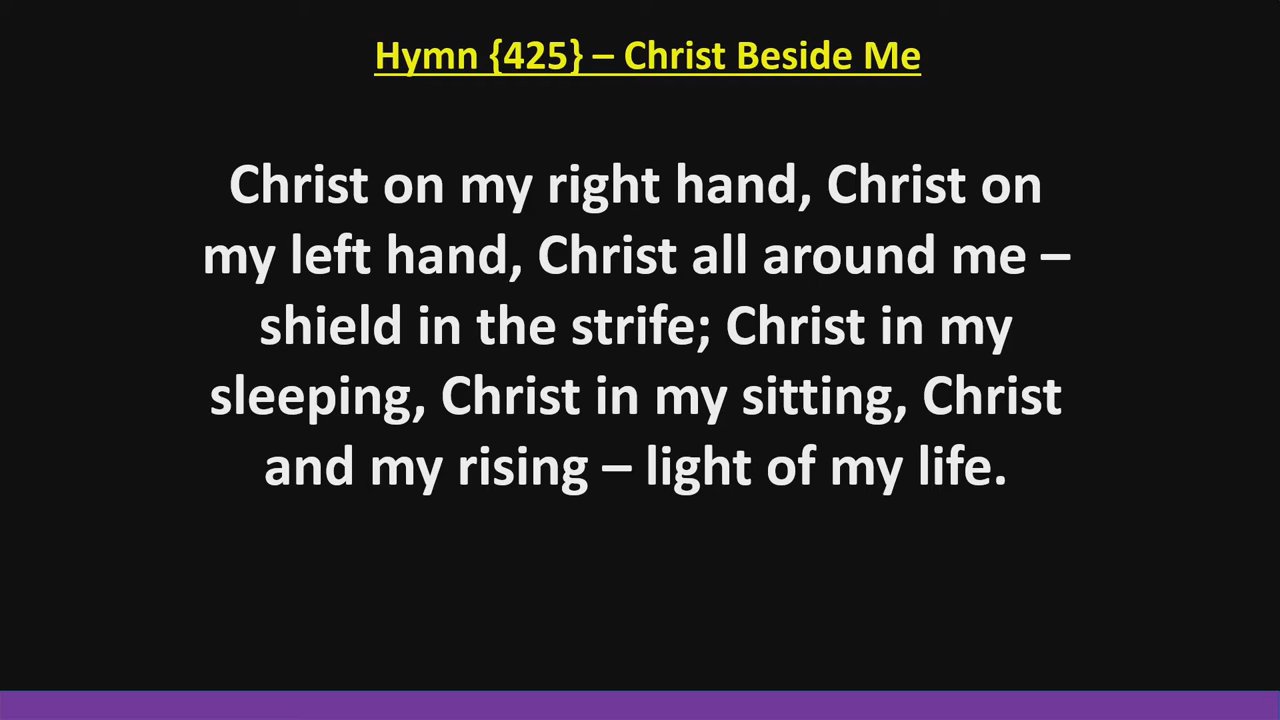 Hymn {425} – Christ Beside Me
Christ on my right hand, Christ on
my left hand, Christ all around me –
shield in the strife; Christ in my
sleeping, Christ in my sitting, Christ
and my rising – light of my life.